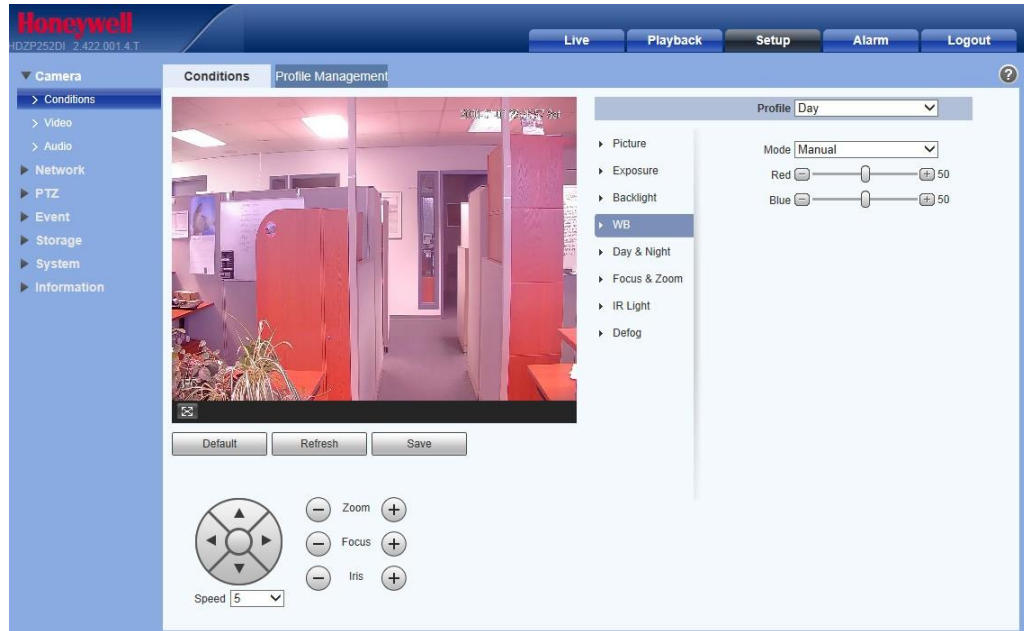 Honeywell
HDZP252DI 2.422.001.4.T
Live Playback Setup Alarm Logout
Camera
Conditions
Video
Audio
Network
PTZ
Event
Storage
System
Information
Conditions Profile Management
?
Profile Day
Picture
Exposure
Backlight
WB
Day & Night
Focus & Zoom
IR Light
Defog
Mode Manual
Red 50
Blue 50
Default Refresh Save
Zoom
Focus
Iris
Speed 5